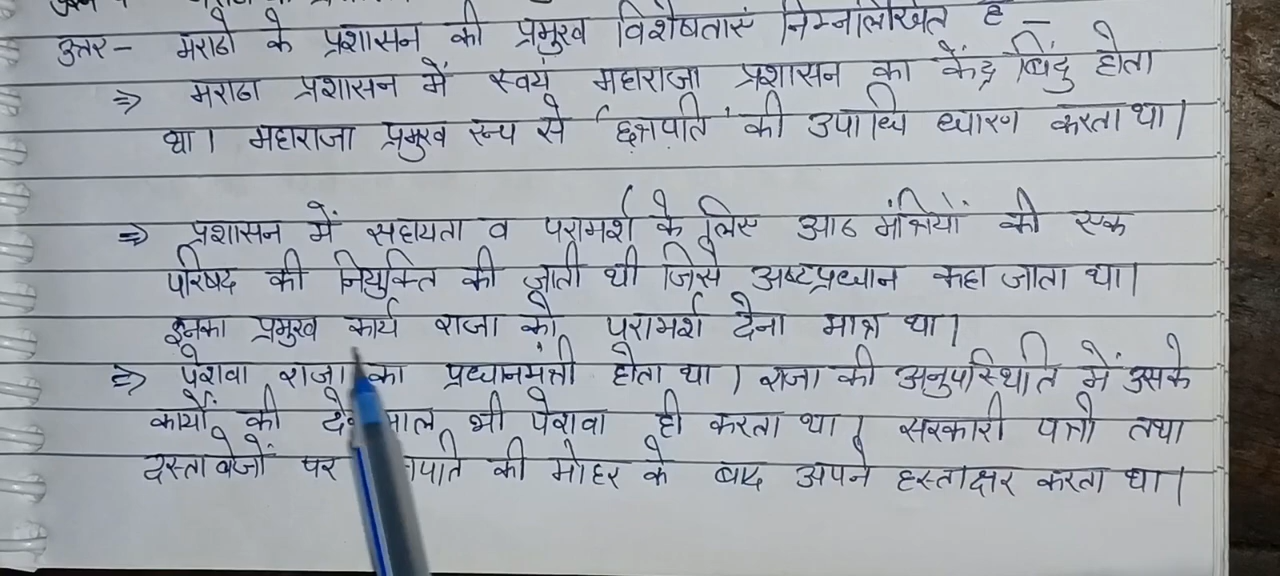 उत्तर - मराठो के प्रशासन की प्रमुख विशेषताएं निम्नलिखित है -
⇒ मराठा प्रशासन में स्वयं महाराजा प्रशासन का केंद्र बिंदु होता
था। महाराजा प्रमुख रूप से 'छत्रपति' की उपाधि धारण करता था।
⇒ प्रशासन में सहायता व परामर्श के लिए आठ मंत्रियों की एक
परिषद की नियुक्ति की जाती थी जिसे अष्टप्रधान कहा जाता था।
इनका प्रमुख कार्य राजा को परामर्श देना मात्र था।
⇒ पेशवा राजा का प्रधानमंत्री होता था। राजा की अनुपस्थिति में उसके
कार्यों की भी पेशवा ही करता था। सरकारी पत्रो तथा
दस्तावेजों पर की मोहर के बाद अपने हस्ताक्षर करता था।